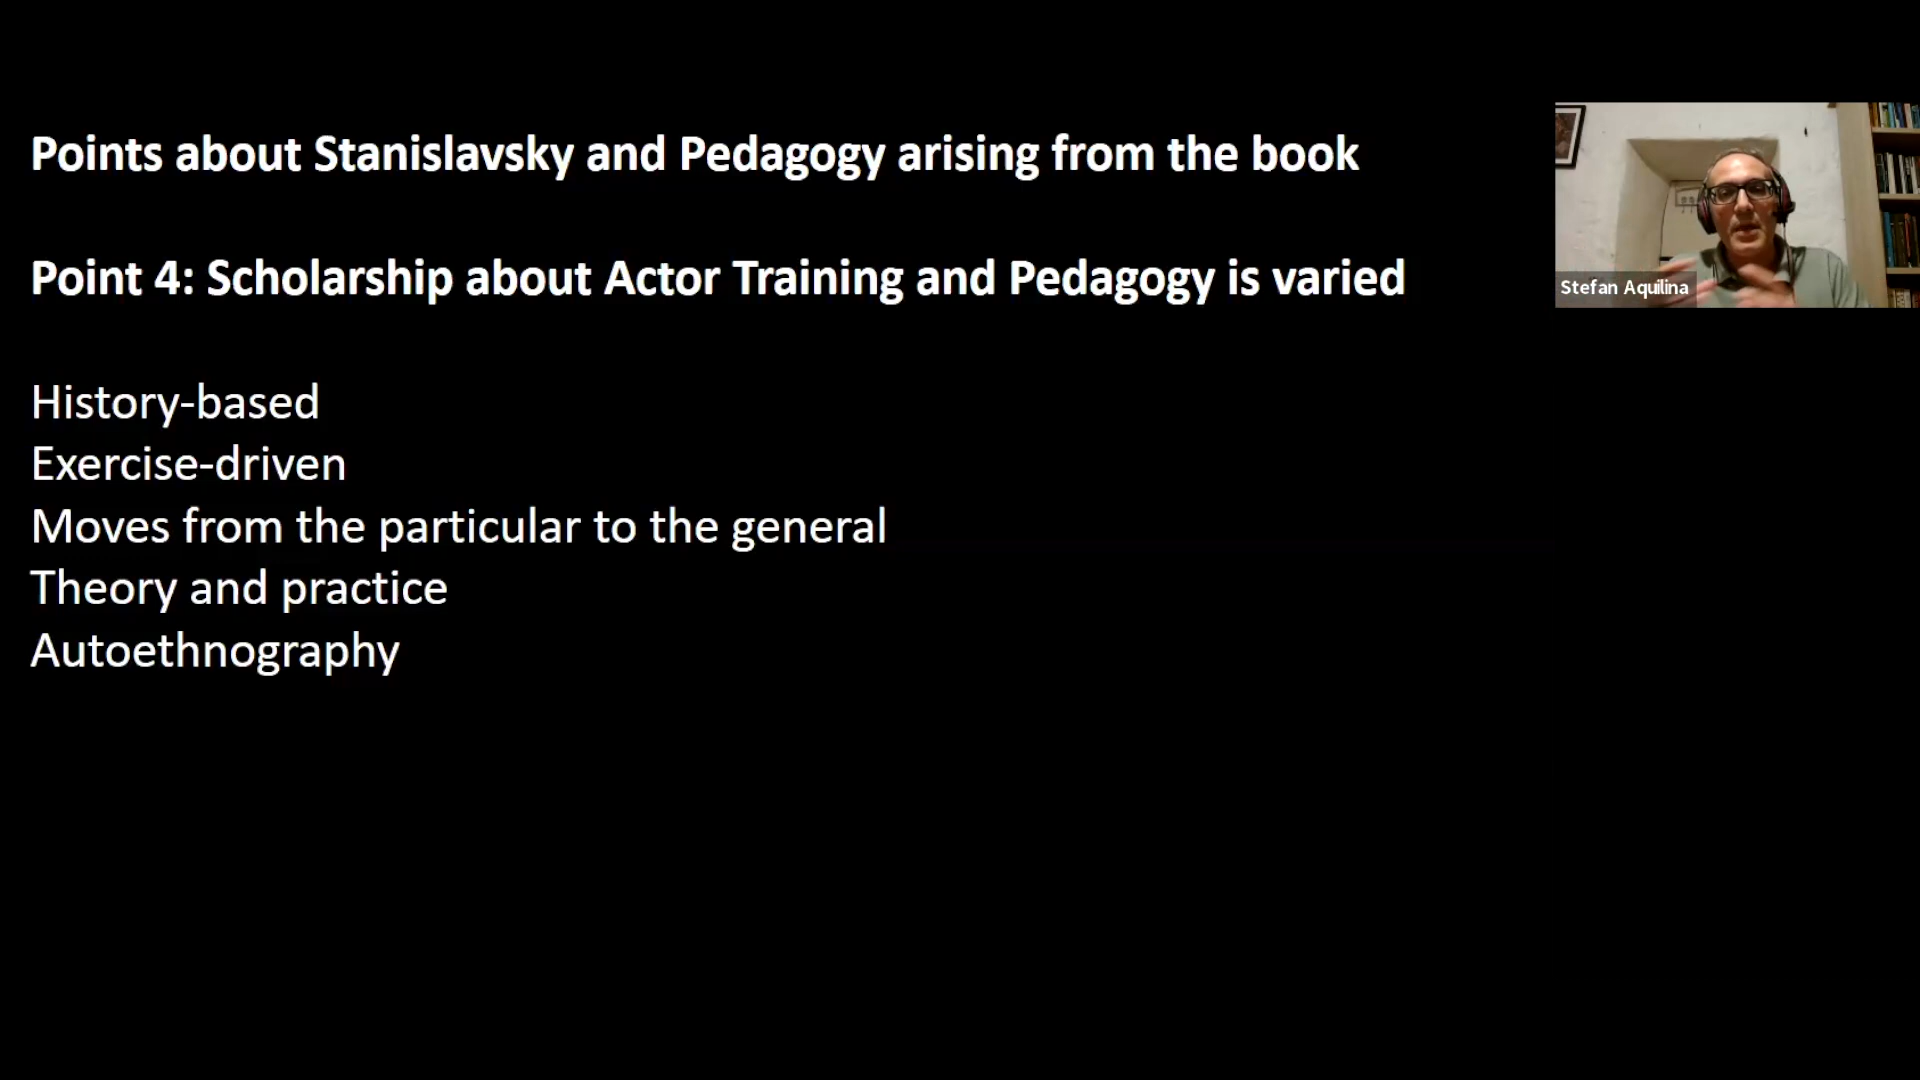 Points about Stanislavsky and Pedagogy arising from the book
Point 4: Scholarship about Actor Training and Pedagogy is varied
History-based
Exercise-driven
Moves from the particular to the general
Theory and practice
Autoethnography
Stefan Aquilina